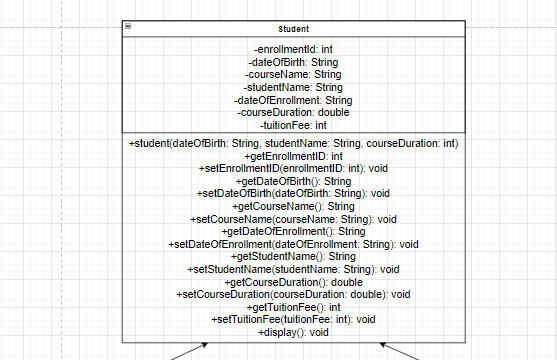 Student
-enrollmentId: int
-dateOfBirth: String
-courseName: String
-studentName: String
-dateOfEnrollment: String
-courseDuration: double
-tuitionFee: int
+student(dateOfBirth: String, studentName: String, courseDuration: int)
+getEnrollmentID: int
+setEnrollmentID(enrollmentID: int): void
+getDateOfBirth(): String
+setDateOfBirth(dateOfBirth: String): void
+getCourseName(): String
+setCourseName(courseName: String): void
+getDateOfEnrollment(): String
+setDateOfEnrollment(dateOfEnrollment: String): void
+getStudentName(): String
+setStudentName(studentName: String): void
+getCourseDuration(): double
+setCourseDuration(courseDuration: double): void
+getTuitionFee(): int
+setTuitionFee(tuitionFee: int): void
+display(): void